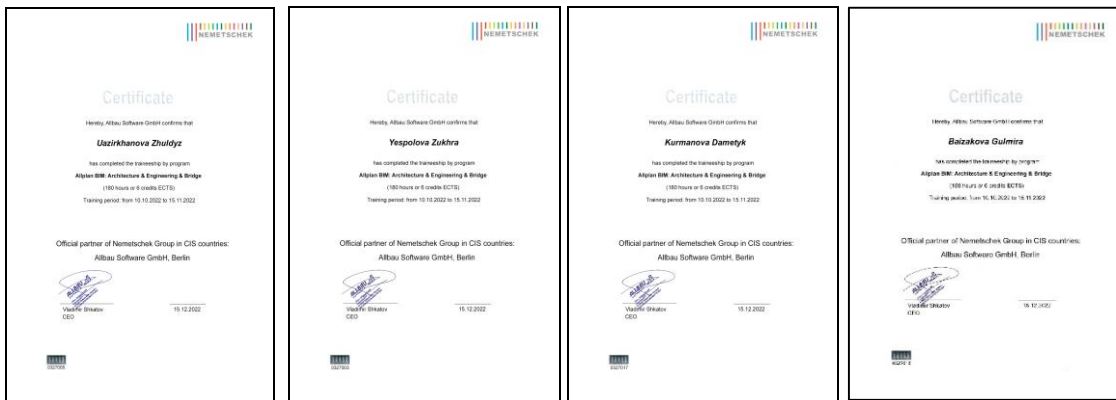 NEMETSCHEK
Certificate
Hereby, Allbau Software GmbH confirms that
Uazirkhanova Zhuldyz
has completed the traineeship by program
Allplan BIM: Architecture & Engineering & Bridge
(180 hours or 6 credits ECTS)
Training period: from 10.10.2022 to 15.11.2022
Official partner of Nemetschek Group in CIS countries:
Allbau Software GmbH, Berlin
Vladimir Shkatov
CEO
15.12.2022
NEMETSCHEK
Certificate
Hereby, Allbau Software GmbH confirms that
Yespolova Zukhra
has completed the traineeship by program
Allplan BIM: Architecture & Engineering & Bridge
(180 hours or 6 credits ECTS)
Training period: from 10.10.2022 to 15.11.2022
Official partner of Nemetschek Group in CIS countries:
Allbau Software GmbH, Berlin
Vladimir Shkatov
CEO
15.12.2022
NEMETSCHEK
Certificate
Hereby, Allbau Software GmbH confirms that
Kurmanova Dametyk
has completed the traineeship by program
Allplan BIM: Architecture & Engineering & Bridge
(180 hours or 6 credits ECTS)
Training period: from 10.10.2022 to 15.11.2022
Official partner of Nemetschek Group in CIS countries:
Allbau Software GmbH, Berlin
Vladimir Shkatov
CEO
15.12.2022
0327017
NEMETSCHEK
Certificate
Hereby, Allbau Software GmbH confirms that
Baizakova Gulmira
has completed the traineeship by program
Allplan BIM: Architecture & Engineering & Bridge
(180 hours or 6 credits ECTS)
Training period: from 10.10.2022 to 15.11.2022
Official partner of Nemetschek Group in CIS countries:
Allbau Software GmbH, Berlin
Vladimir Shkatov
CEO
15.12.2022